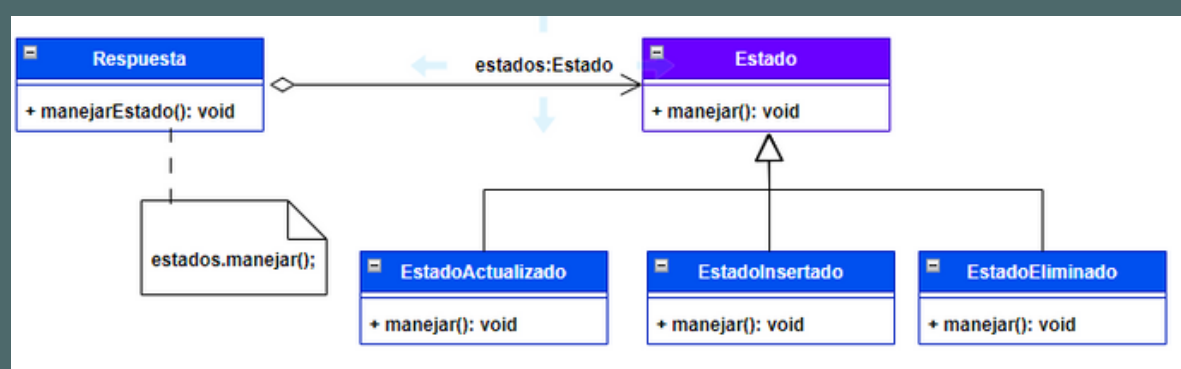 Respuesta
+ manejarEstado(): void
estados:Estado
Estado
+ manejar(): void
estados.manejar();
EstadoActualizado
+ manejar(): void
EstadoInsertado
+ manejar(): void
EstadoEliminado
+ manejar(): void